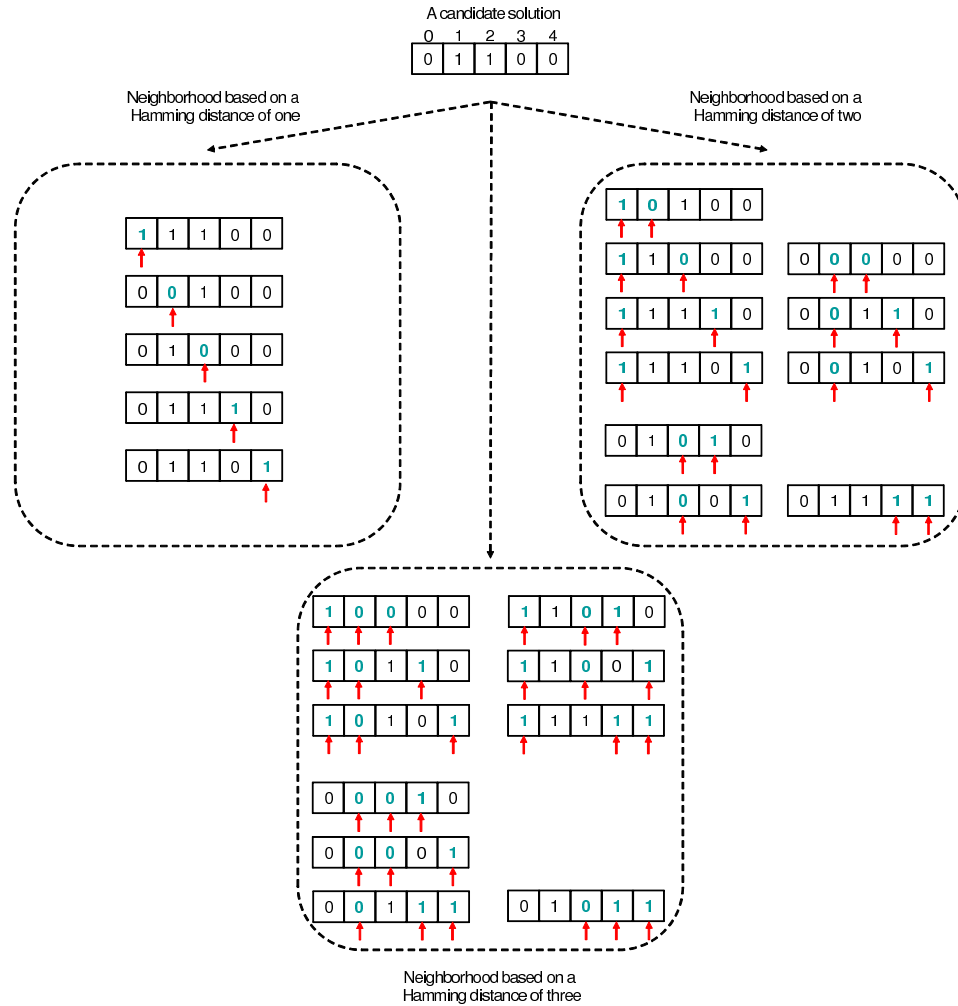 A candidate solution
0 1 2 3 4
0 1 1 0 0
Neighborhood based on a
Hamming distance of one
Neighborhood based on a
Hamming distance of two
1 1 1 0 0
0 0 1 0 0
0 1 0 0 0
0 1 1 1 0
0 1 1 0 1
1 0 1 0 0
1 1 0 0 0
0 0 0 0 0
1 1 1 1 0
0 0 1 1 0
1 1 1 0 1
0 0 1 0 1
0 1 0 1 0
0 1 0 0 1
0 1 1 1 1
1 0 0 0 0
1 1 0 1 0
1 0 1 1 0
1 1 0 0 1
1 0 1 0 1
1 1 1 1 1
0 0 0 1 0
0 0 0 0 1
0 0 1 1 1
0 1 0 1 1
Neighborhood based on a
Hamming distance of three